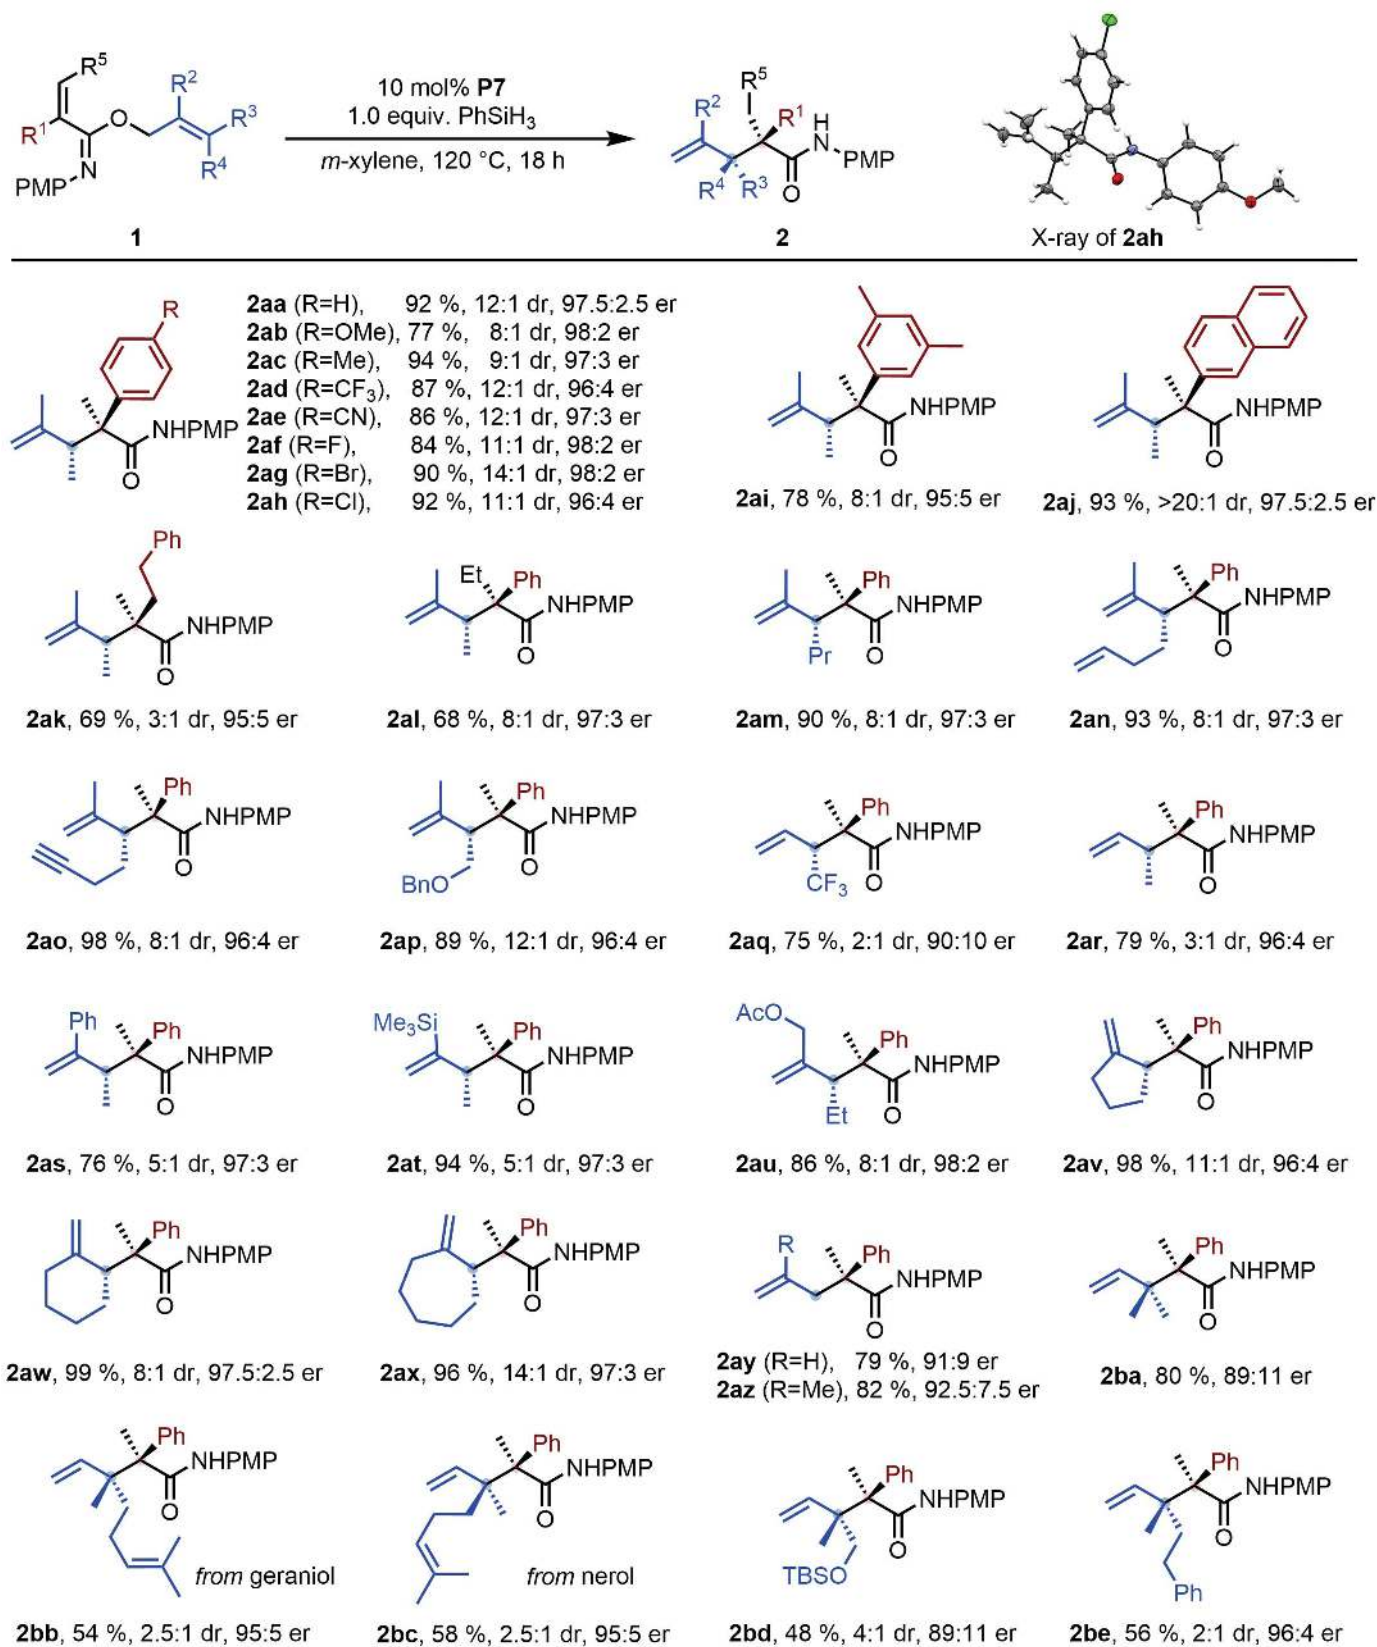 R⁵
R¹
O
R²
R³
R⁴
PMP
N
1
10 mol% P7
1.0 equiv. PhSiH₃
m-xylene, 120 °C, 18 h
R⁵
R²
R¹
H
N
PMP
R⁴
R³
O
2
X-ray of 2ah
R
NHPMP
O
2aa (R=H), 92 %, 12:1 dr, 97.5:2.5 er
2ab (R=OMe), 77 %, 8:1 dr, 98:2 er
2ac (R=Me), 94 %, 9:1 dr, 97:3 er
2ad (R=CF₃), 87 %, 12:1 dr, 96:4 er
2ae (R=CN), 86 %, 12:1 dr, 97:3 er
2af (R=F), 84 %, 11:1 dr, 98:2 er
2ag (R=Br), 90 %, 14:1 dr, 98:2 er
2ah (R=Cl), 92 %, 11:1 dr, 96:4 er
NHPMP
O
2ai, 78 %, 8:1 dr, 95:5 er
NHPMP
O
2aj, 93 %, >20:1 dr, 97.5:2.5 er
Ph
NHPMP
O
2ak, 69 %, 3:1 dr, 95:5 er
Et
Ph
NHPMP
O
2al, 68 %, 8:1 dr, 97:3 er
Ph
NHPMP
Pr
O
2am, 90 %, 8:1 dr, 97:3 er
Ph
NHPMP
O
2an, 93 %, 8:1 dr, 97:3 er
Ph
NHPMP
O
2ao, 98 %, 8:1 dr, 96:4 er
Ph
NHPMP
O
BnO
2ap, 89 %, 12:1 dr, 96:4 er
Ph
NHPMP
CF₃
O
2aq, 75 %, 2:1 dr, 90:10 er
Ph
NHPMP
O
2ar, 79 %, 3:1 dr, 96:4 er
Ph
Ph
NHPMP
O
2as, 76 %, 5:1 dr, 97:3 er
Me₃Si
Ph
NHPMP
O
2at, 94 %, 5:1 dr, 97:3 er
AcO
Ph
NHPMP
Et
O
2au, 86 %, 8:1 dr, 98:2 er
Ph
NHPMP
O
2av, 98 %, 11:1 dr, 96:4 er
Ph
NHPMP
O
2aw, 99 %, 8:1 dr, 97.5:2.5 er
Ph
NHPMP
O
2ax, 96 %, 14:1 dr, 97:3 er
R
Ph
NHPMP
O
2ay (R=H), 79 %, 91:9 er
2az (R=Me), 82 %, 92.5:7.5 er
Ph
NHPMP
O
2ba, 80 %, 89:11 er
Ph
NHPMP
O
from geraniol
2bb, 54 %, 2.5:1 dr, 95:5 er
Ph
NHPMP
O
from nerol
2bc, 58 %, 2.5:1 dr, 95:5 er
Ph
NHPMP
O
TBSO
2bd, 48 %, 4:1 dr, 89:11 er
Ph
NHPMP
O
Ph
2be, 56 %, 2:1 dr, 96:4 er